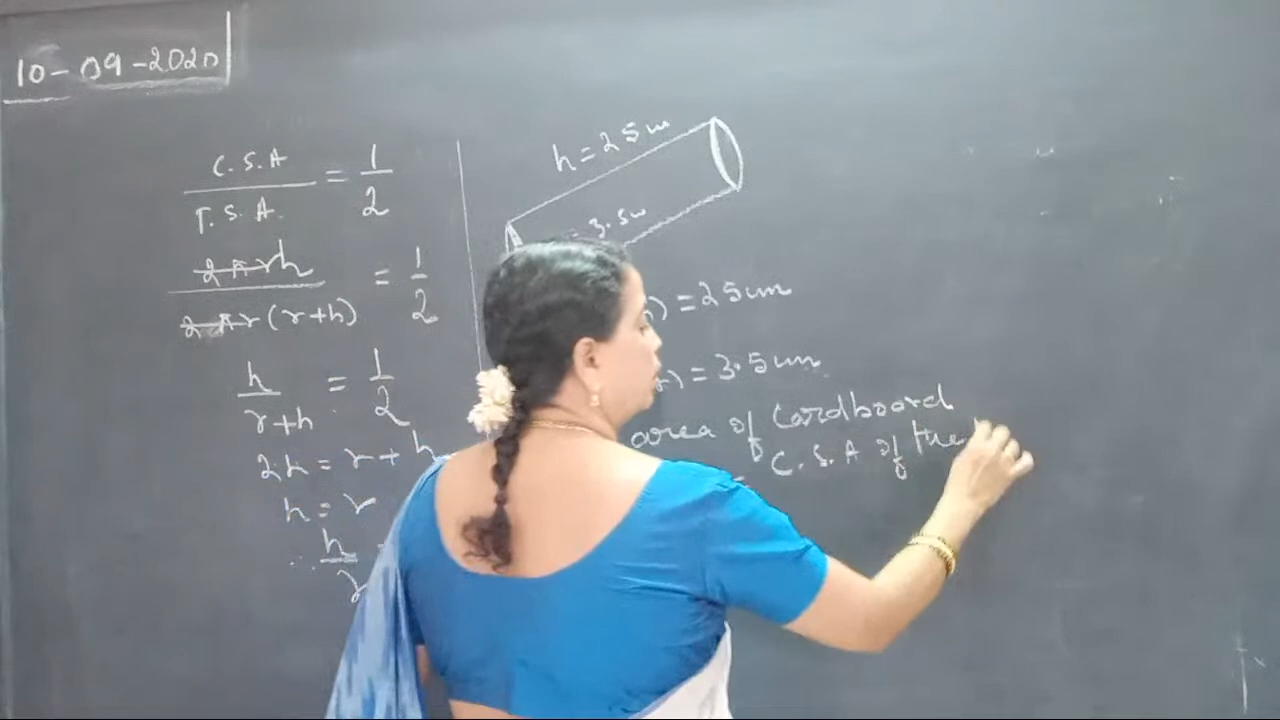 10-09-2020
C.S.A / T.S.A. = 1/2
2πrh / 2πr(r+h) = 1/2
h / r+h = 1/2
2h = r+h
h = r
∴ h / r
h = 25 cm
= 3.5 cm
) = 25 cm
) = 3.5 cm
area of Cardboard
= C.S.A of the